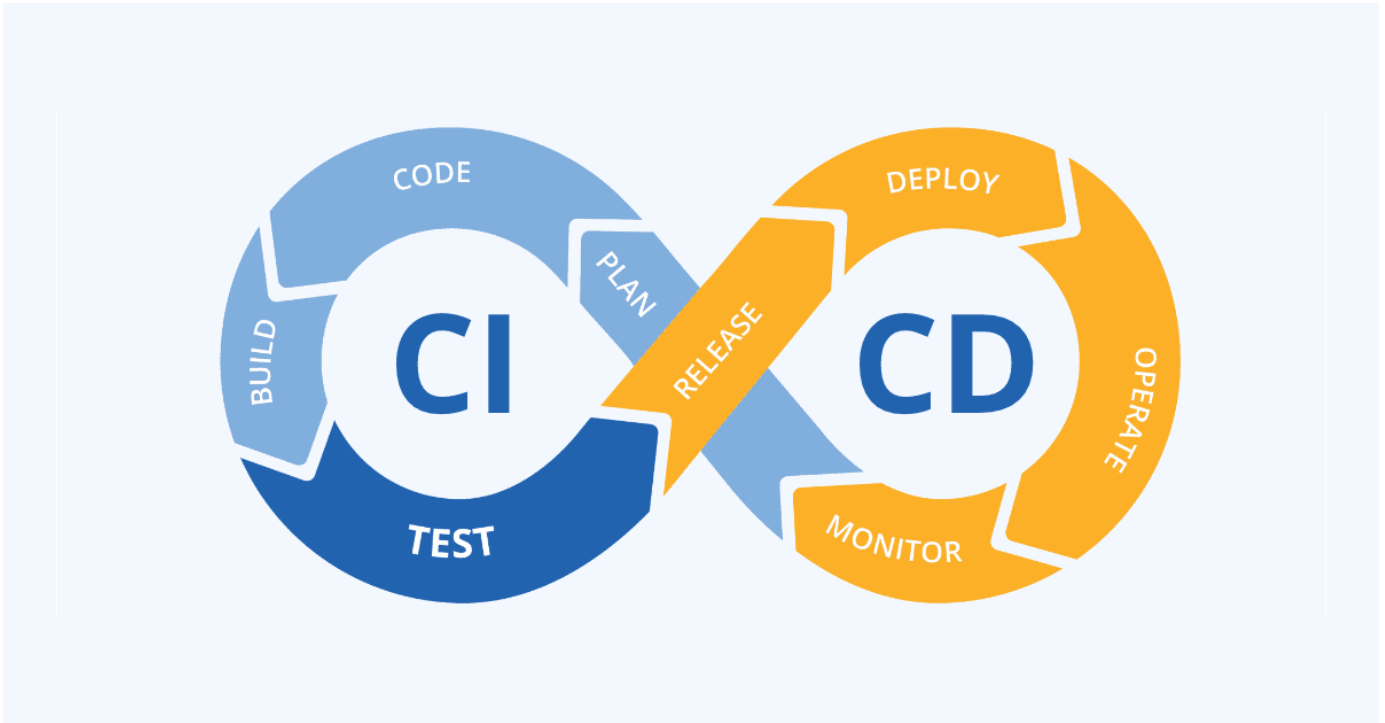 CODE
DEPLOY
PLAN
BUILD
CI
RELEASE
CD
OPERATE
TEST
MONITOR